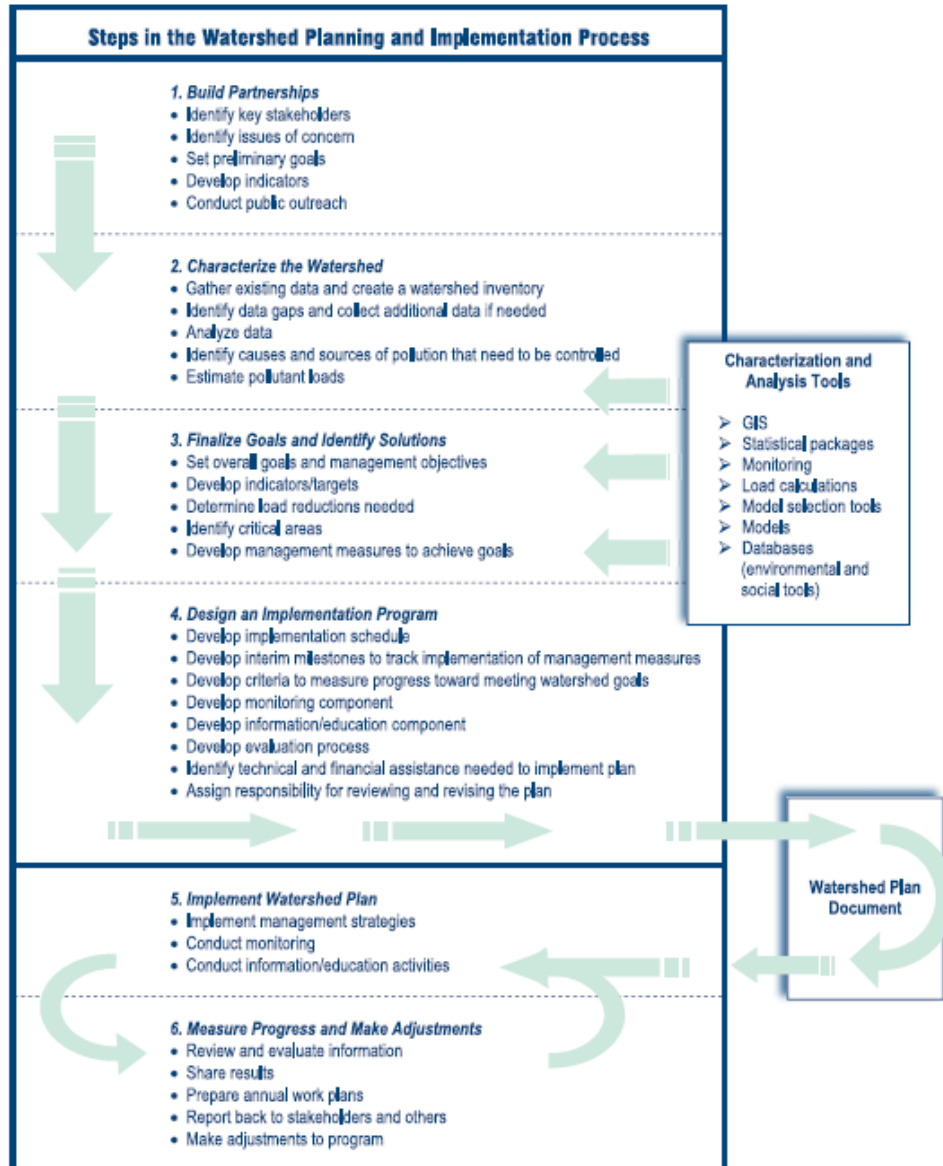 Steps in the Watershed Planning and Implementation Process
1. Build Partnerships
• Identify key stakeholders
• Identify issues of concern
• Set preliminary goals
• Develop indicators
• Conduct public outreach
2. Characterize the Watershed
• Gather existing data and create a watershed inventory
• Identify data gaps and collect additional data if needed
• Analyze data
• Identify causes and sources of pollution that need to be controlled
• Estimate pollutant loads
Characterization and
Analysis Tools
➢ GIS
➢ Statistical packages
➢ Monitoring
➢ Load calculations
➢ Model selection tools
➢ Models
➢ Databases
(environmental and
social tools)
3. Finalize Goals and Identify Solutions
• Set overall goals and management objectives
• Develop indicators/targets
• Determine load reductions needed
• Identify critical areas
• Develop management measures to achieve goals
4. Design an Implementation Program
• Develop implementation schedule
• Develop interim milestones to track implementation of management measures
• Develop criteria to measure progress toward meeting watershed goals
• Develop monitoring component
• Develop information/education component
• Develop evaluation process
• Identify technical and financial assistance needed to implement plan
• Assign responsibility for reviewing and revising the plan
Watershed Plan
Document
5. Implement Watershed Plan
• Implement management strategies
• Conduct monitoring
• Conduct information/education activities
6. Measure Progress and Make Adjustments
• Review and evaluate information
• Share results
• Prepare annual work plans
• Report back to stakeholders and others
• Make adjustments to program